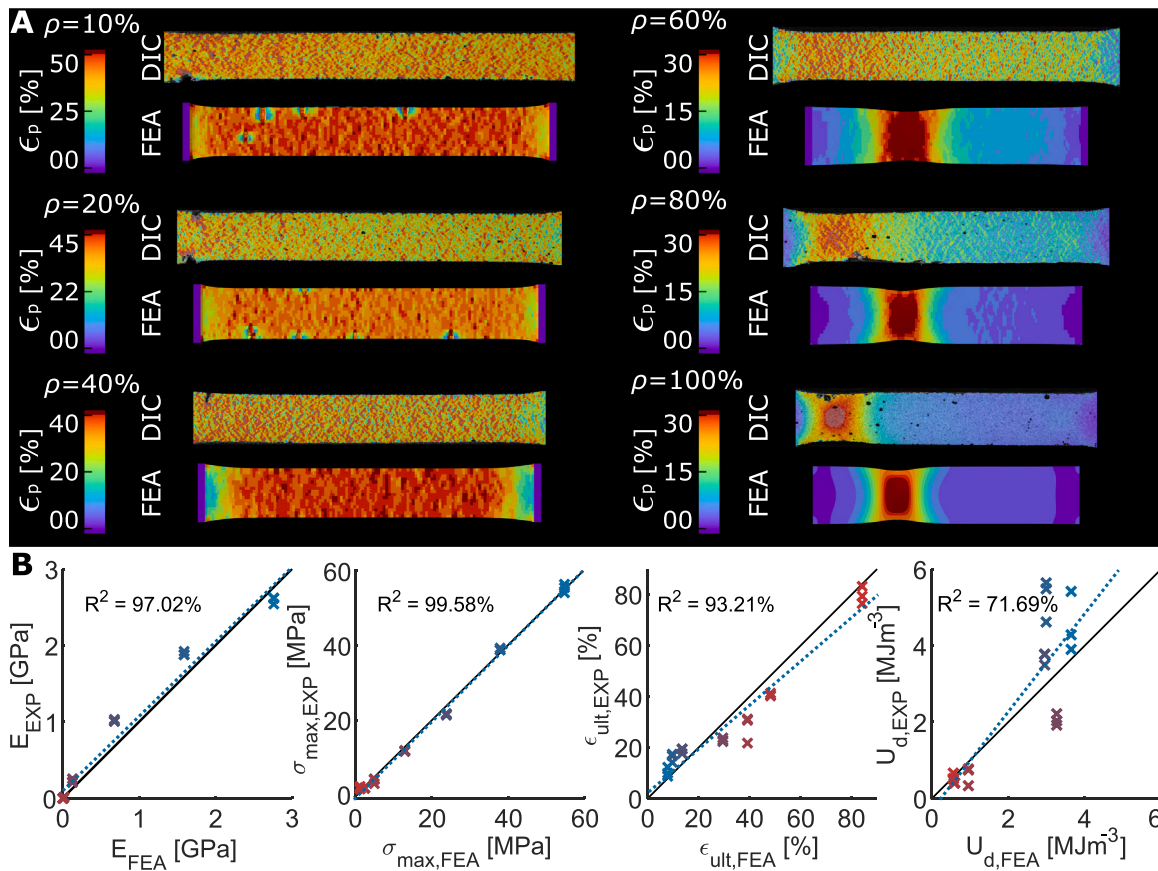 A
ρ=10%
50
25
00
ϵp [%]
DIC
FEA
ρ=60%
30
15
00
ϵp [%]
DIC
FEA
ρ=20%
45
22
00
ϵp [%]
DIC
FEA
ρ=80%
30
15
00
ϵp [%]
DIC
FEA
ρ=40%
40
20
00
ϵp [%]
DIC
FEA
ρ=100%
30
15
00
ϵp [%]
DIC
FEA
B
R² = 97.02%
3
2
1
0
E_EXP [GPa]
0 1 2 3
E_FEA [GPa]
R² = 99.58%
60
40
20
0
σ_max,EXP [MPa]
0 20 40 60
σ_max,FEA [MPa]
R² = 93.21%
80
60
40
20
0
ϵ_ult,EXP [%]
0 20 40 60 80
ϵ_ult,FEA [%]
R² = 71.69%
6
4
2
0
U_d,EXP [MJm⁻³]
0 2 4 6
U_d,FEA [MJm⁻³]